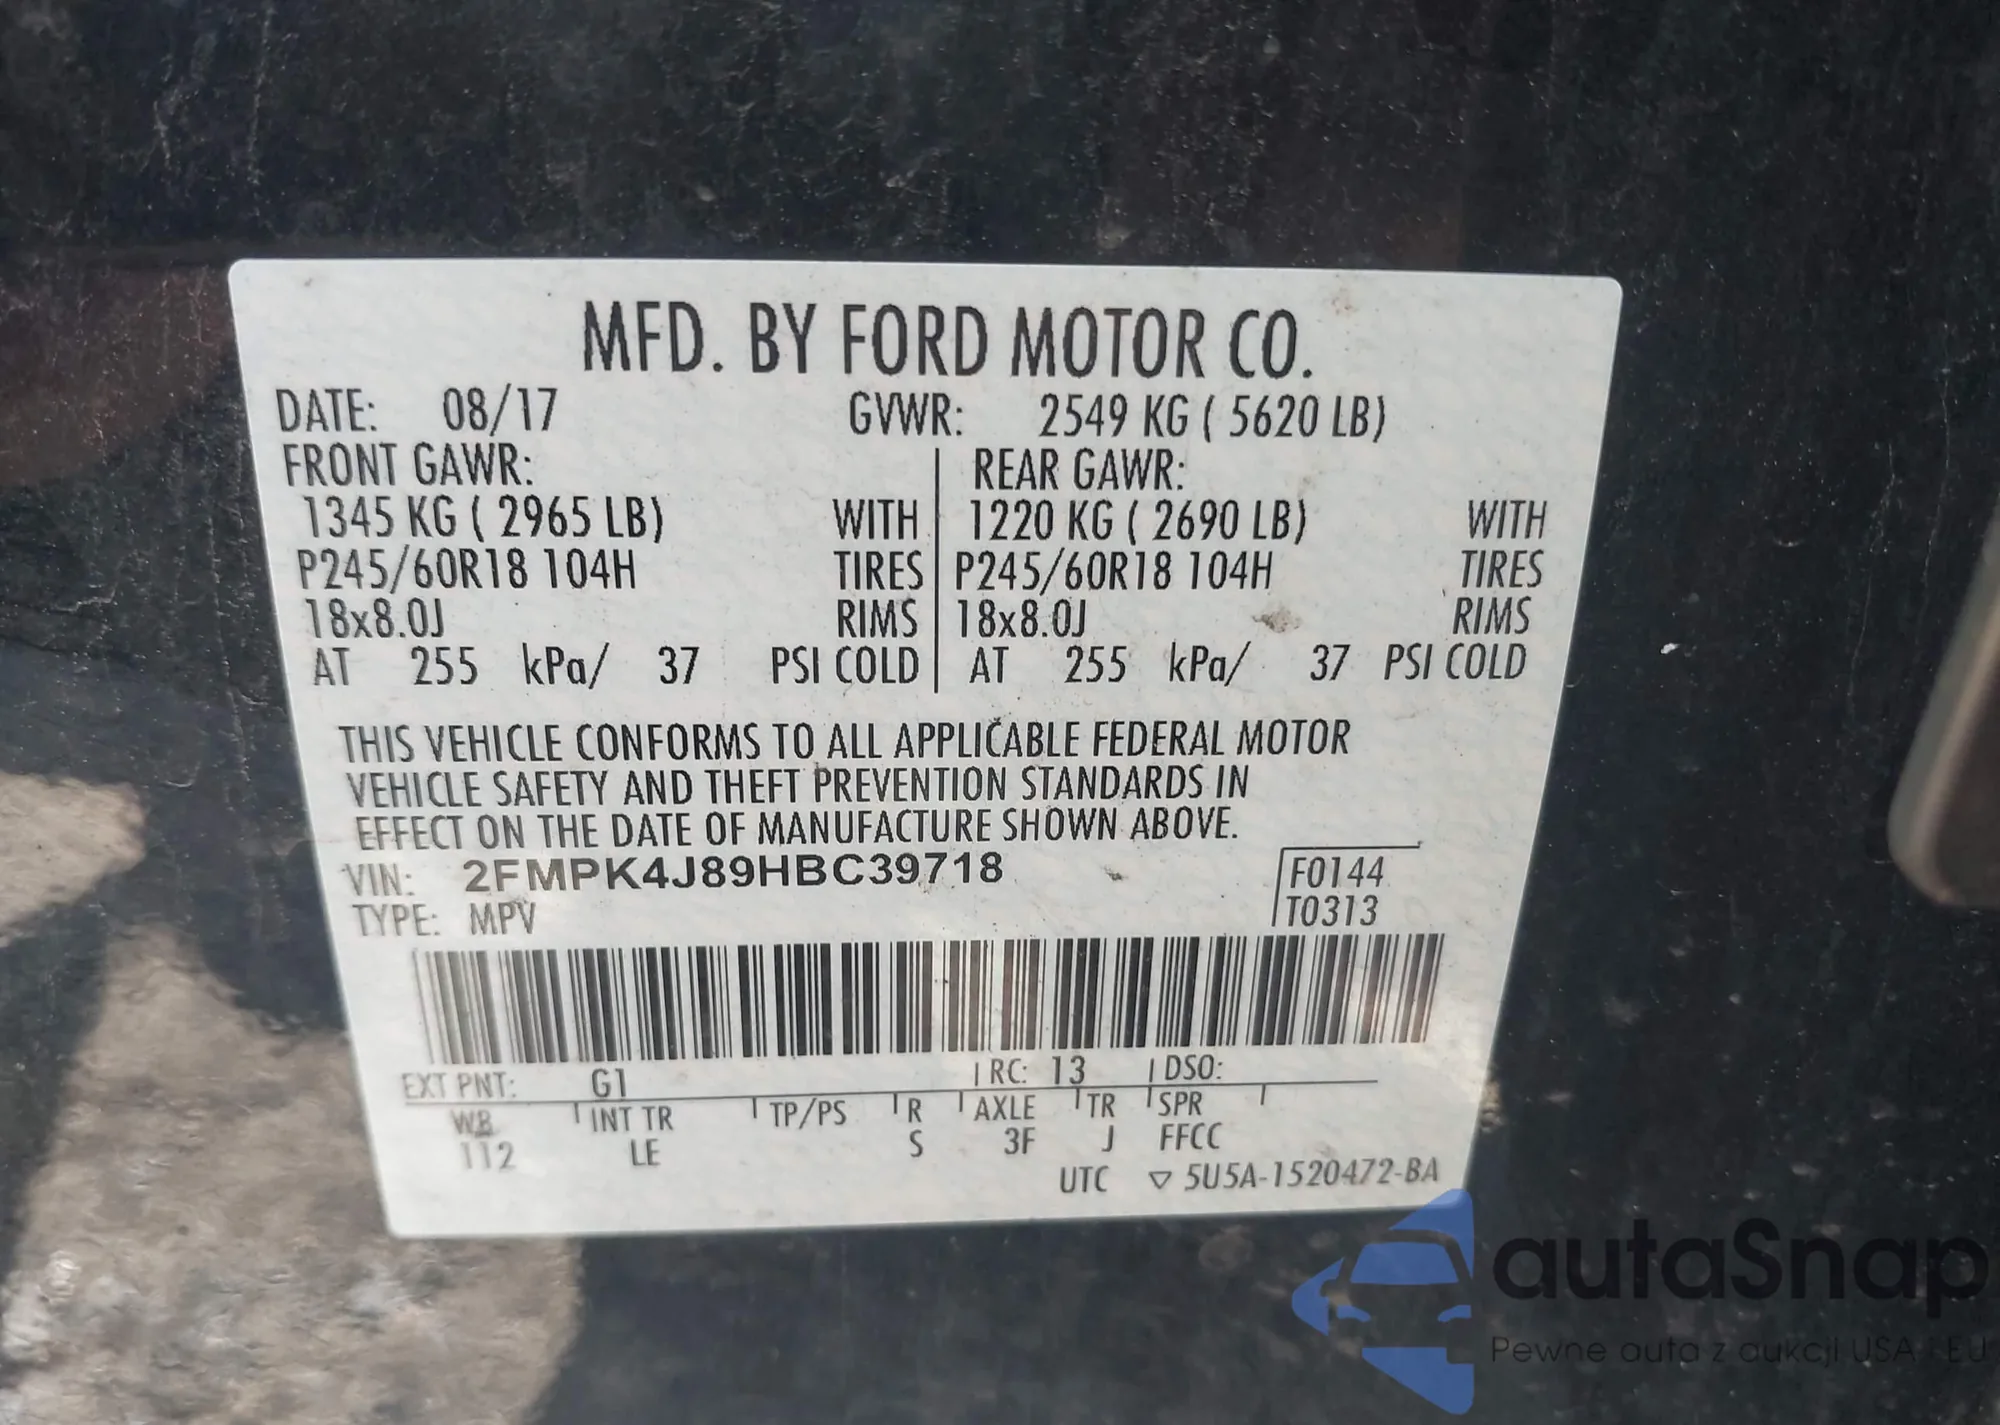 MFD. BY FORD MOTOR CO.
DATE: 08/17 GVWR: 2549 KG ( 5620 LB)
FRONT GAWR: REAR GAWR:
1345 KG ( 2965 LB) WITH 1220 KG ( 2690 LB) WITH
P245/60R18 104H TIRES P245/60R18 104H TIRES
18x8.0J RIMS 18x8.0J RIMS
AT 255 kPa/ 37 PSI COLD AT 255 kPa/ 37 PSI COLD
THIS VEHICLE CONFORMS TO ALL APPLICABLE FEDERAL MOTOR
VEHICLE SAFETY AND THEFT PREVENTION STANDARDS IN
EFFECT ON THE DATE OF MANUFACTURE SHOWN ABOVE.
VIN: 2FMPK4J89HBC39718 F0144
TYPE: MPV T0313
EXT PNT: G1 RC: 13 DSO:
WB INT TR TP/PS R AXLE TR SPR
112 LE S 3F J FFCC
UTC ▽ 5U5A-1520472-BA
autaSnap
Pewne auta z aukcji USA i EU